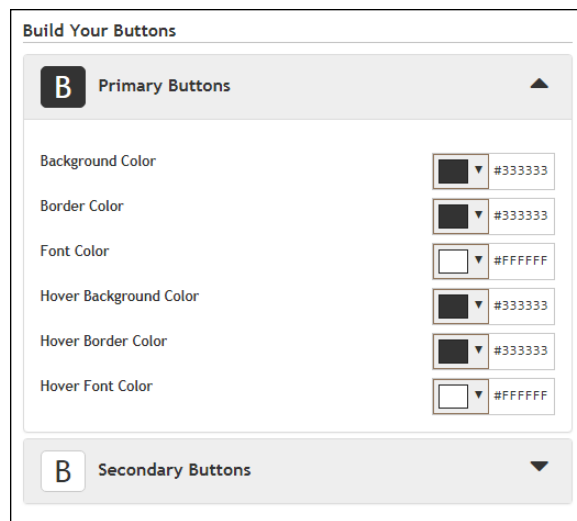 Build Your Buttons
B Primary Buttons
Background Color #333333
Border Color #333333
Font Color #FFFFFF
Hover Background Color #333333
Hover Border Color #333333
Hover Font Color #FFFFFF
B Secondary Buttons